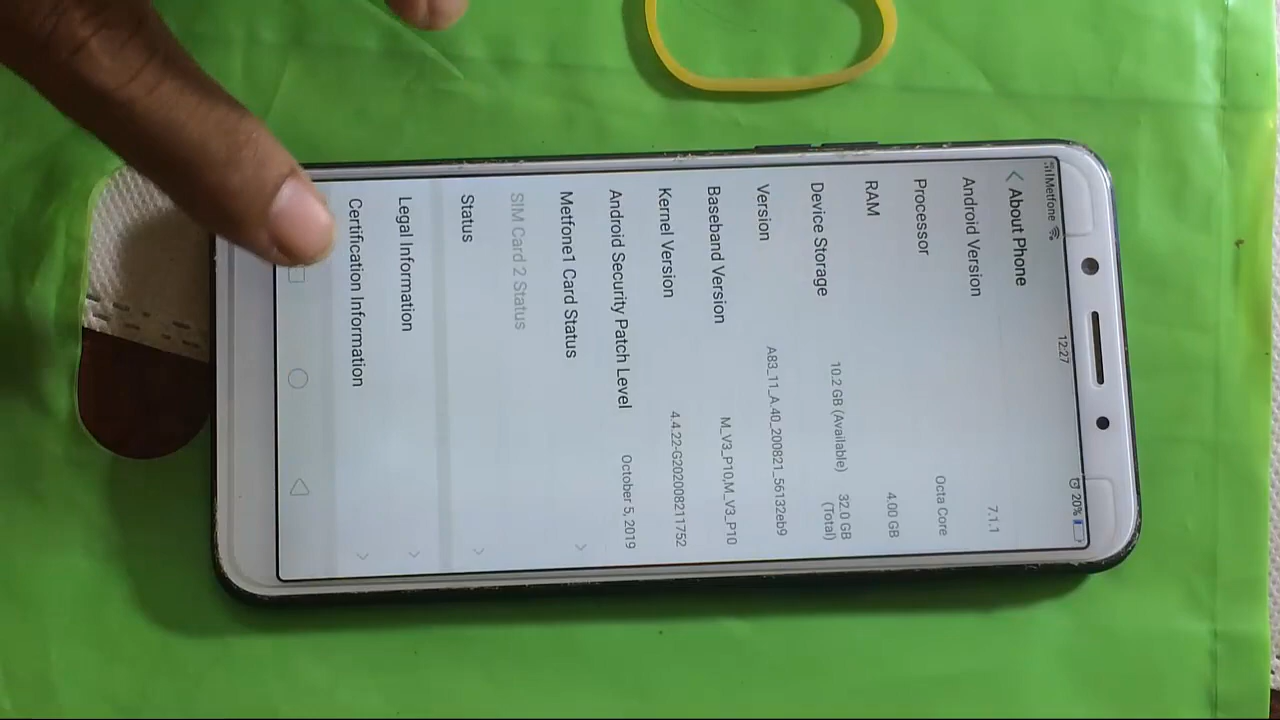 Metfone 12:27 20%
About Phone
Android Version 7.1.1
Processor Octa Core
RAM 4.00 GB
Device Storage 10.2 GB (Available) 32.0 GB (Total)
Version A83_11_A.40_200821_56132eb9
Baseband Version M_V3_P10,M_V3_P10
Kernel Version 4.4.22-G202008211752
Android Security Patch Level October 5, 2019
Metfone1 Card Status
SIM Card 2 Status
Status
Legal Information
Certification Information